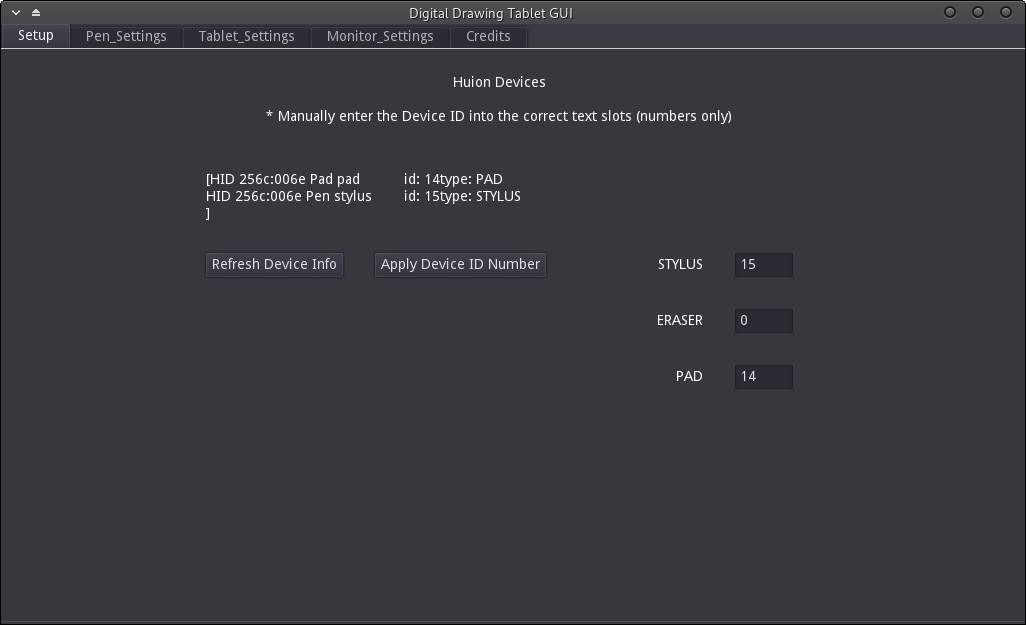 Digital Drawing Tablet GUI
Setup Pen_Settings Tablet_Settings Monitor_Settings Credits
Huion Devices
* Manually enter the Device ID into the correct text slots (numbers only)
[HID 256c:006e Pad pad id: 14type: PAD
HID 256c:006e Pen stylus id: 15type: STYLUS
]
Refresh Device Info Apply Device ID Number STYLUS 15
ERASER 0
PAD 14